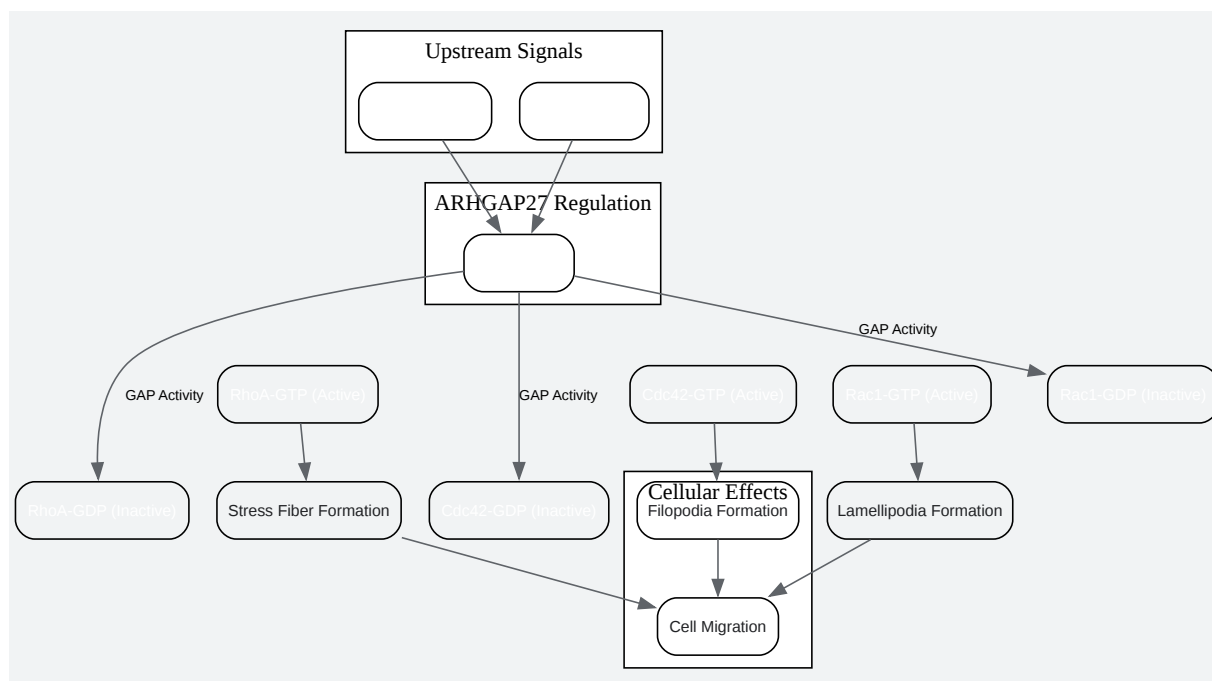 Upstream Signals
ARHGAP27 Regulation
GAP Activity
GAP Activity
RhoA-GTP (Active)
GAP Activity
Cdc42-GTP (Active)
Rac1-GTP (Active)
Rac1-GDP (Inactive)
Cellular Effects
RhoA-GDP (Inactive)
Stress Fiber Formation
Cdc42-GDP (Inactive)
Filopodia Formation
Lamellipodia Formation
Cell Migration